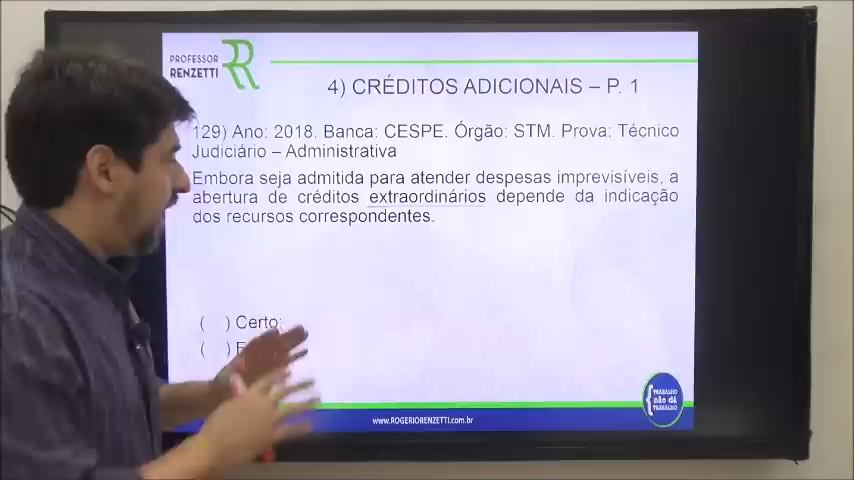 PROFESSOR
RENZETTI
4) CRÉDITOS ADICIONAIS – P. 1
129) Ano: 2018. Banca: CESPE. Órgão: STM. Prova: Técnico
Judiciário – Administrativa
Embora seja admitida para atender despesas imprevisíveis, a
abertura de créditos extraordinários depende da indicação
dos recursos correspondentes.
( ) Certo;
( )
TRABALHO
não dá
TRABALHO
www.ROGERIORENZETTI.com.br